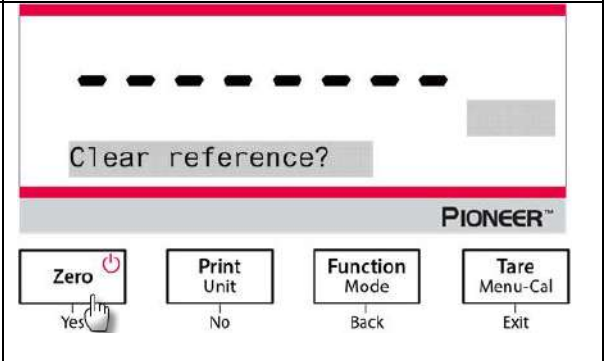 Clear reference?
PIONEER™
Zero Print Function Tare
Unit Mode Menu-Cal
Yes No Back Exit